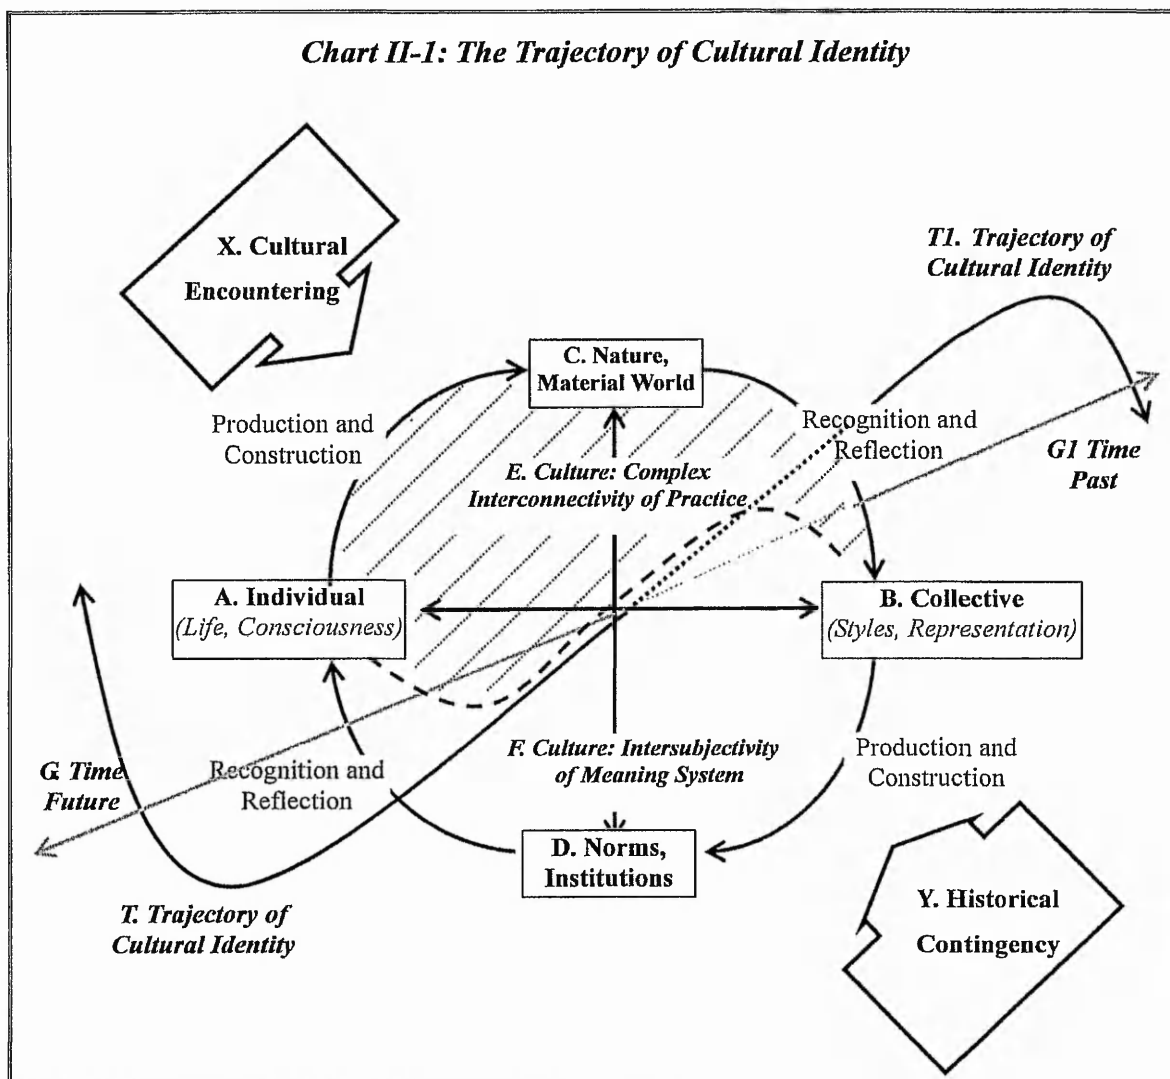 Chart II-1: The Trajectory of Cultural Identity
X. Cultural
Encountering
T1. Trajectory of
Cultural Identity
C. Nature,
Material World
Production and
Construction
Recognition and
Reflection
G1 Time
Past
E. Culture: Complex
Interconnectivity of Practice
A. Individual
(Life, Consciousness)
B. Collective
(Styles, Representation)
G. Time
Future
Recognition and
Reflection
F. Culture: Intersubjectivity
of Meaning System
Production and
Construction
D. Norms,
Institutions
T. Trajectory of
Cultural Identity
Y. Historical
Contingency